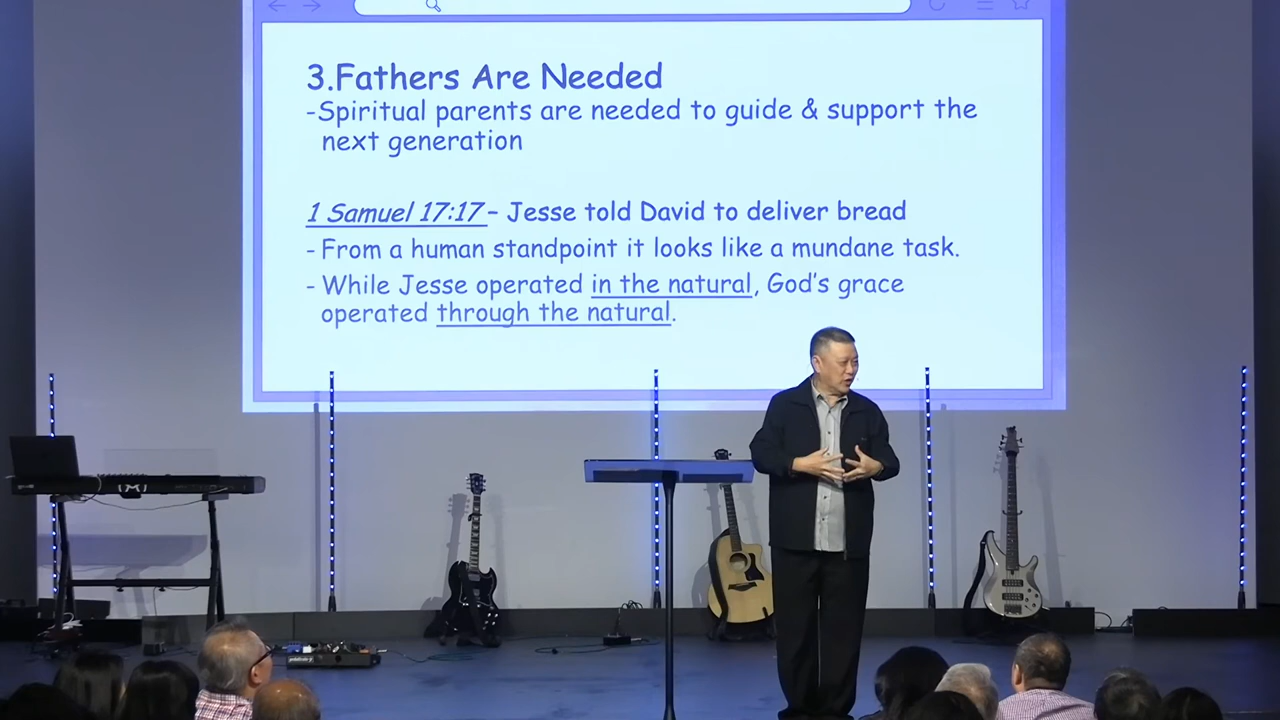 3.Fathers Are Needed
-Spiritual parents are needed to guide & support the
next generation
1 Samuel 17:17 – Jesse told David to deliver bread
- From a human standpoint it looks like a mundane task.
- While Jesse operated in the natural, God's grace
operated through the natural.